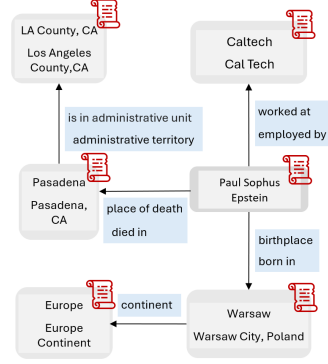 LA County, CA
Los Angeles
County,CA
Caltech
Cal Tech
is in administrative unit
administrative territory
worked at
employed by
Pasadena
Pasadena,
CA
place of death
died in
Paul Sophus
Epstein
birthplace
born in
Europe
Europe
Continent
continent
Warsaw
Warsaw City, Poland